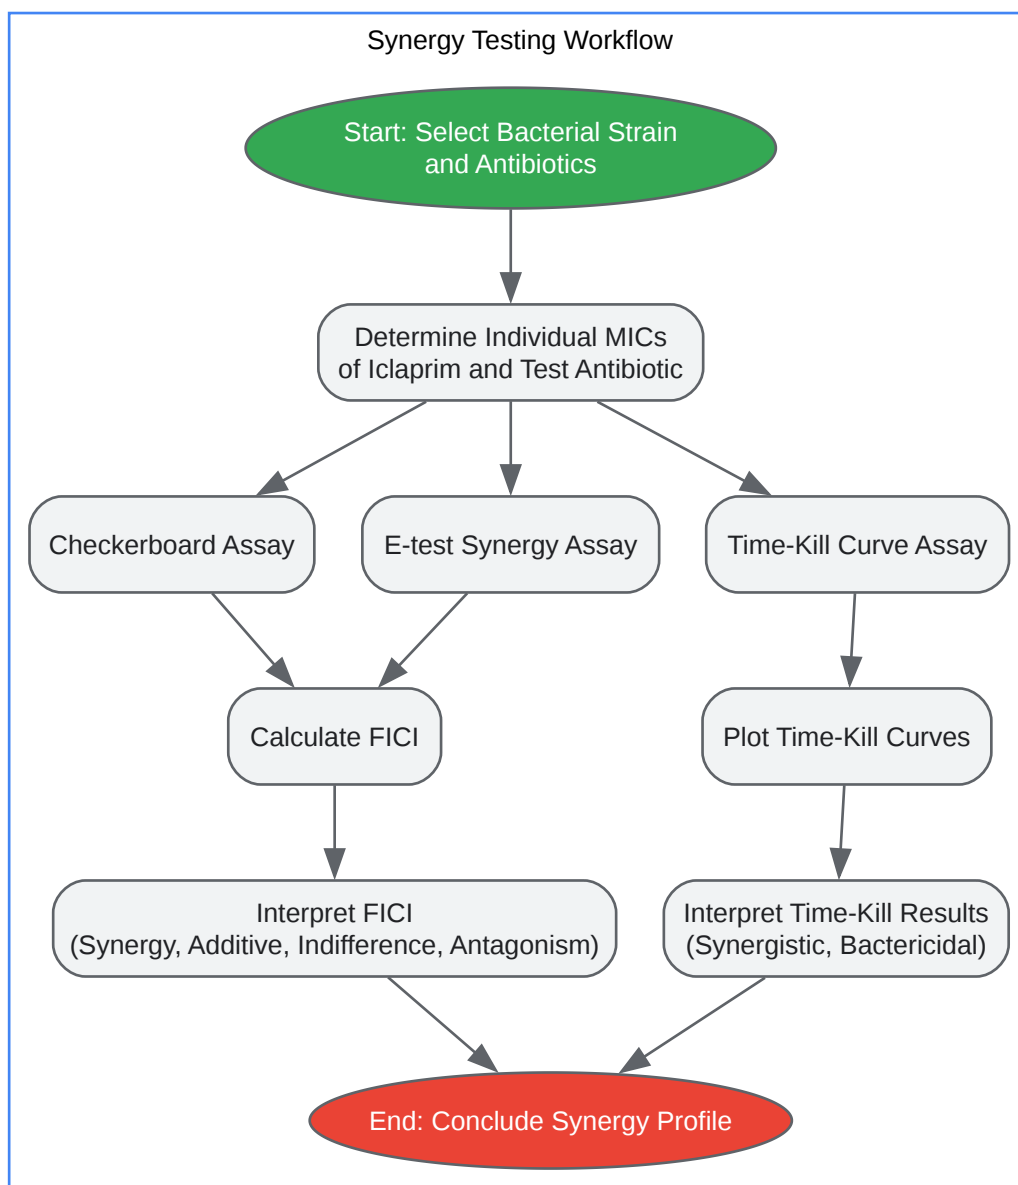 Synergy Testing Workflow
Start: Select Bacterial Strain
and Antibiotics
Determine Individual MICs
of Iclaprim and Test Antibiotic
Checkerboard Assay
E-test Synergy Assay
Time-Kill Curve Assay
Calculate FICI
Plot Time-Kill Curves
Interpret FICI
(Synergy, Additive, Indifference, Antagonism)
Interpret Time-Kill Results
(Synergistic, Bactericidal)
End: Conclude Synergy Profile